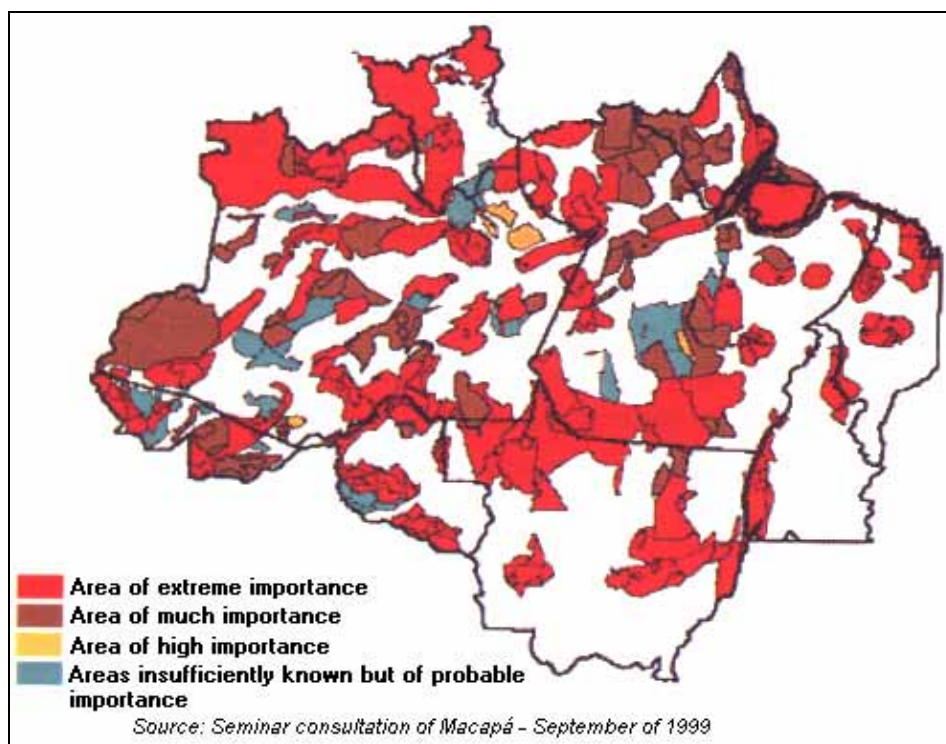 Area of extreme importance
Area of much importance
Area of high importance
Areas insufficiently known but of probable
importance
Source: Seminar consultation of Macapá - September of 1999